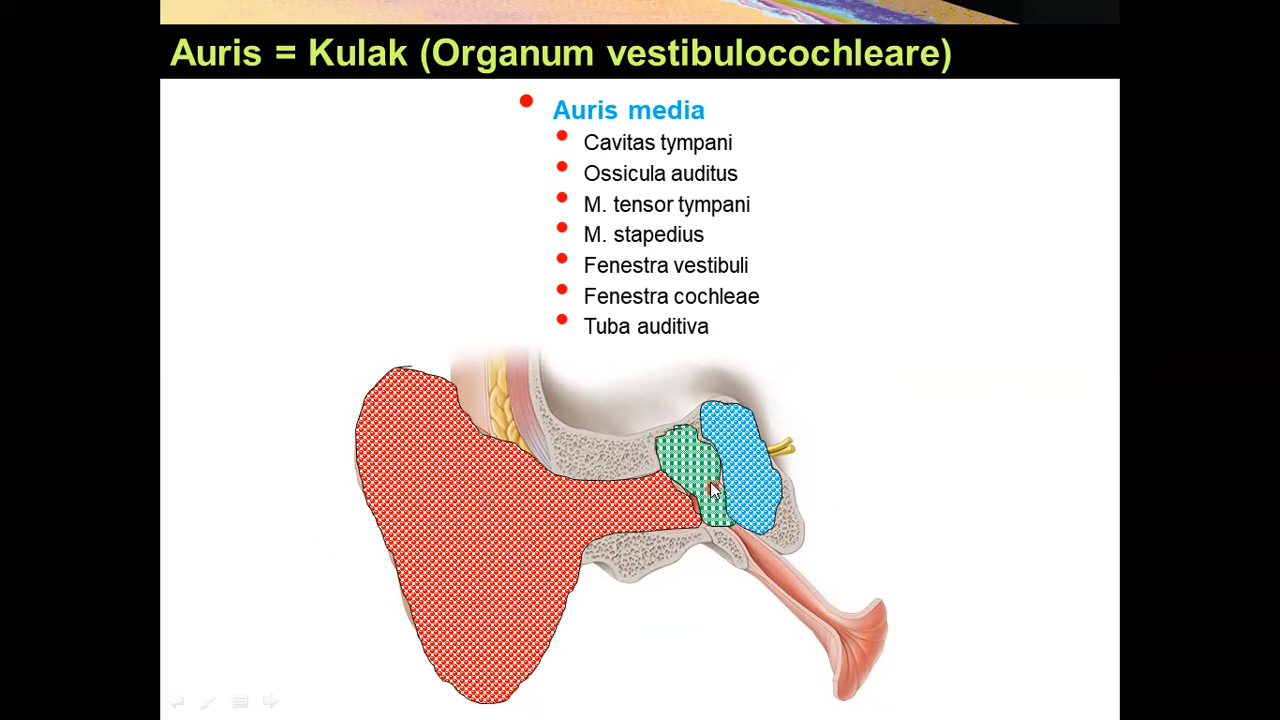 Auris = Kulak (Organum vestibulocochleare)
Auris media
Cavitas tympani
Ossicula auditus
M. tensor tympani
M. stapedius
Fenestra vestibuli
Fenestra cochleae
Tuba auditiva